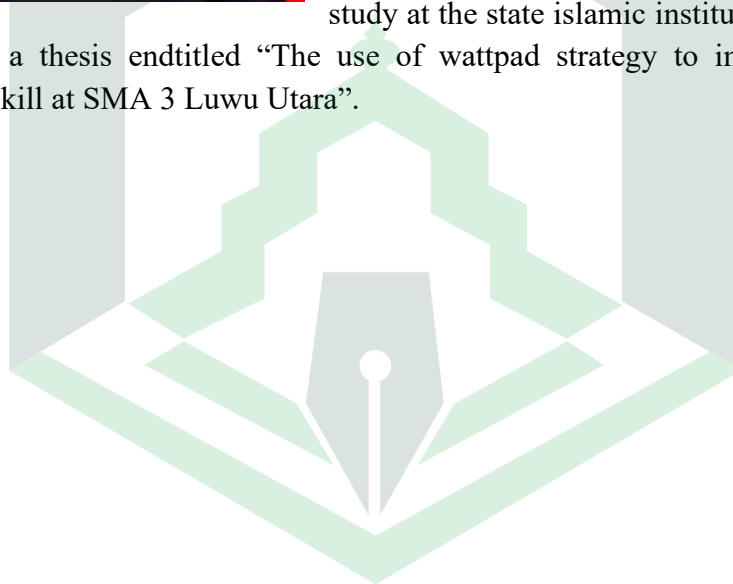 study at the state islamic institu
a thesis endtitled “The use of wattpad strategy to in
kill at SMA 3 Luwu Utara”.